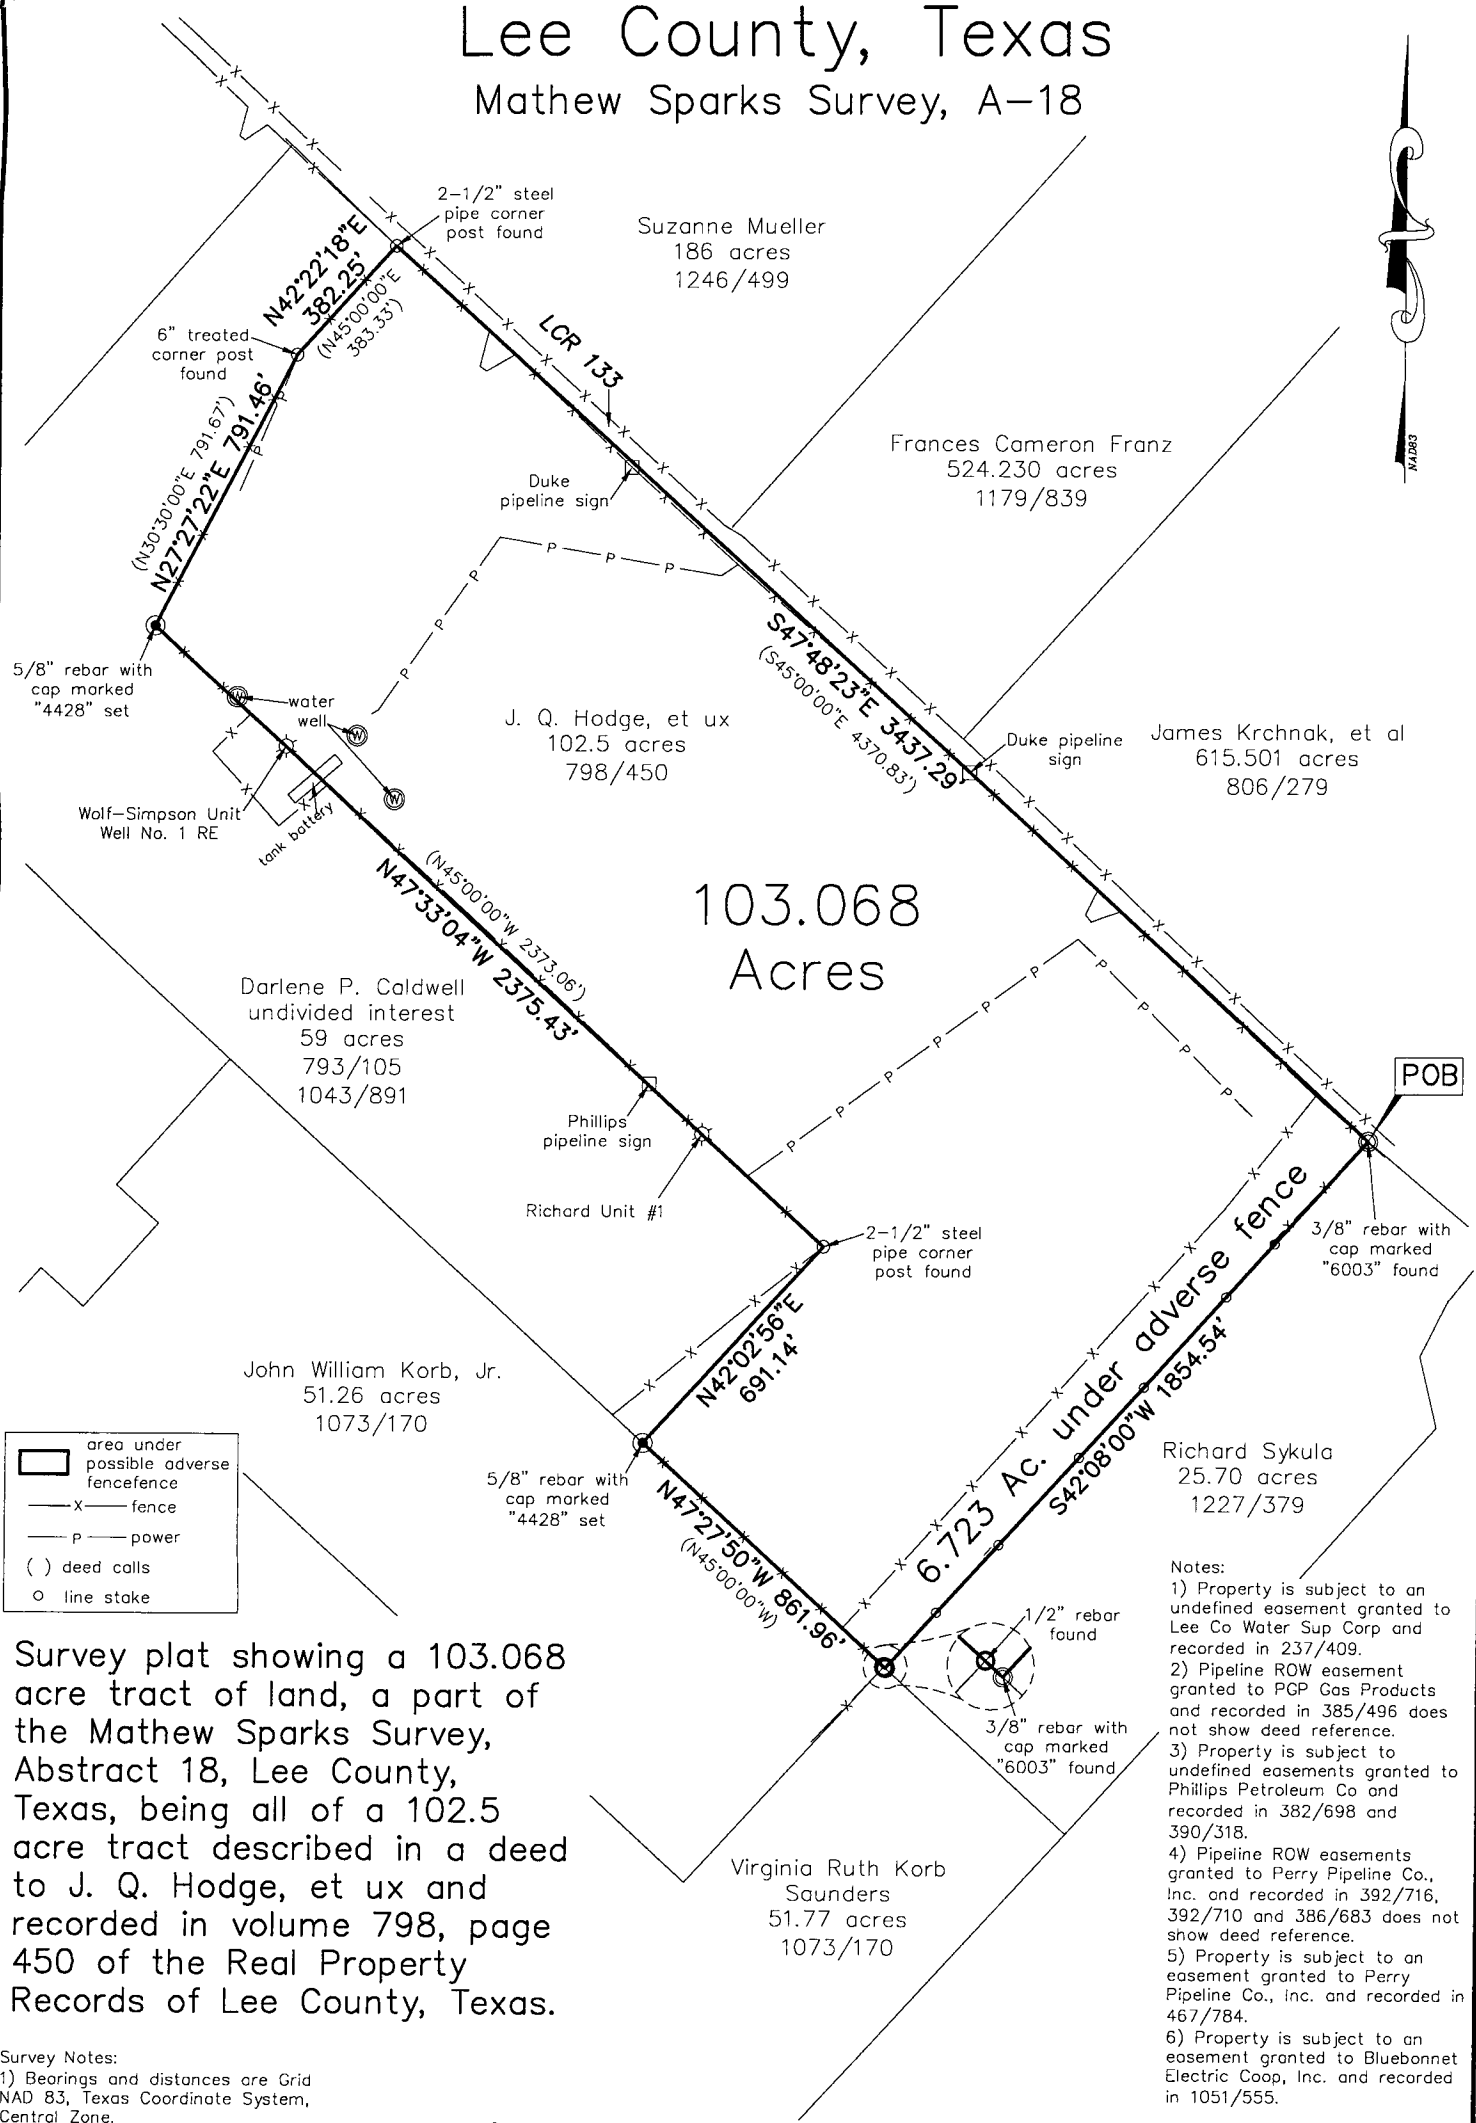 Lee County, Texas
Mathew Sparks Survey, A-18
NAD83
2-1/2" steel
pipe corner
post found
Suzanne Mueller
186 acres
1246/499
N42°22'18"E
382.25'
(N45°00'00"E
383.33')
6" treated
corner post
found
LCR 133
(N30°30'00"E 791.67')
N27°27'22"E 791.46'
Frances Cameron Franz
524.230 acres
1179/839
Duke
pipeline sign
S47°48'23"E 3437.29'
(S45°00'00"E 4370.83')
5/8" rebar with
cap marked
"4428" set
water
well
J. Q. Hodge, et ux
102.5 acres
798/450
Duke pipeline
sign
James Krchnak, et al
615.501 acres
806/279
Wolf-Simpson Unit
Well No. 1 RE
tank battery
(N45°00'00"W 2373.06')
N47°33'04"W 2375.43'
103.068
Acres
Darlene P. Caldwell
undivided interest
59 acres
793/105
1043/891
POB
Phillips
pipeline sign
Richard Unit #1
2-1/2" steel
pipe corner
post found
3/8" rebar with
cap marked
"6003" found
N42°02'56"E
691.14'
6.723 Ac. under adverse fence
S42°08'00"W 1854.54'
John William Korb, Jr.
51.26 acres
1073/170
Richard Sykula
25.70 acres
1227/379
area under
possible adverse
fencefence
X fence
P power
( ) deed calls
line stake
5/8" rebar with
cap marked
"4428" set
N47°27'50"W 861.96'
(N45°00'00"W)
1/2" rebar
found
3/8" rebar with
cap marked
"6003" found
Survey plat showing a 103.068
acre tract of land, a part of
the Mathew Sparks Survey,
Abstract 18, Lee County,
Texas, being all of a 102.5
acre tract described in a deed
to J. Q. Hodge, et ux and
recorded in volume 798, page
450 of the Real Property
Records of Lee County, Texas.
Virginia Ruth Korb
Saunders
51.77 acres
1073/170
Notes:
1) Property is subject to an
undefined easement granted to
Lee Co Water Sup Corp and
recorded in 237/409.
2) Pipeline ROW easement
granted to PGP Gas Products
and recorded in 385/496 does
not show deed reference.
3) Property is subject to
undefined easements granted to
Phillips Petroleum Co and
recorded in 382/698 and
390/318.
4) Pipeline ROW easements
granted to Perry Pipeline Co.,
Inc. and recorded in 392/716,
392/710 and 386/683 does not
show deed reference.
5) Property is subject to an
easement granted to Perry
Pipeline Co., Inc. and recorded in
467/784.
6) Property is subject to an
easement granted to Bluebonnet
Electric Coop, Inc. and recorded
in 1051/555.
Survey Notes:
1) Bearings and distances are Grid
NAD 83, Texas Coordinate System,
Central Zone.